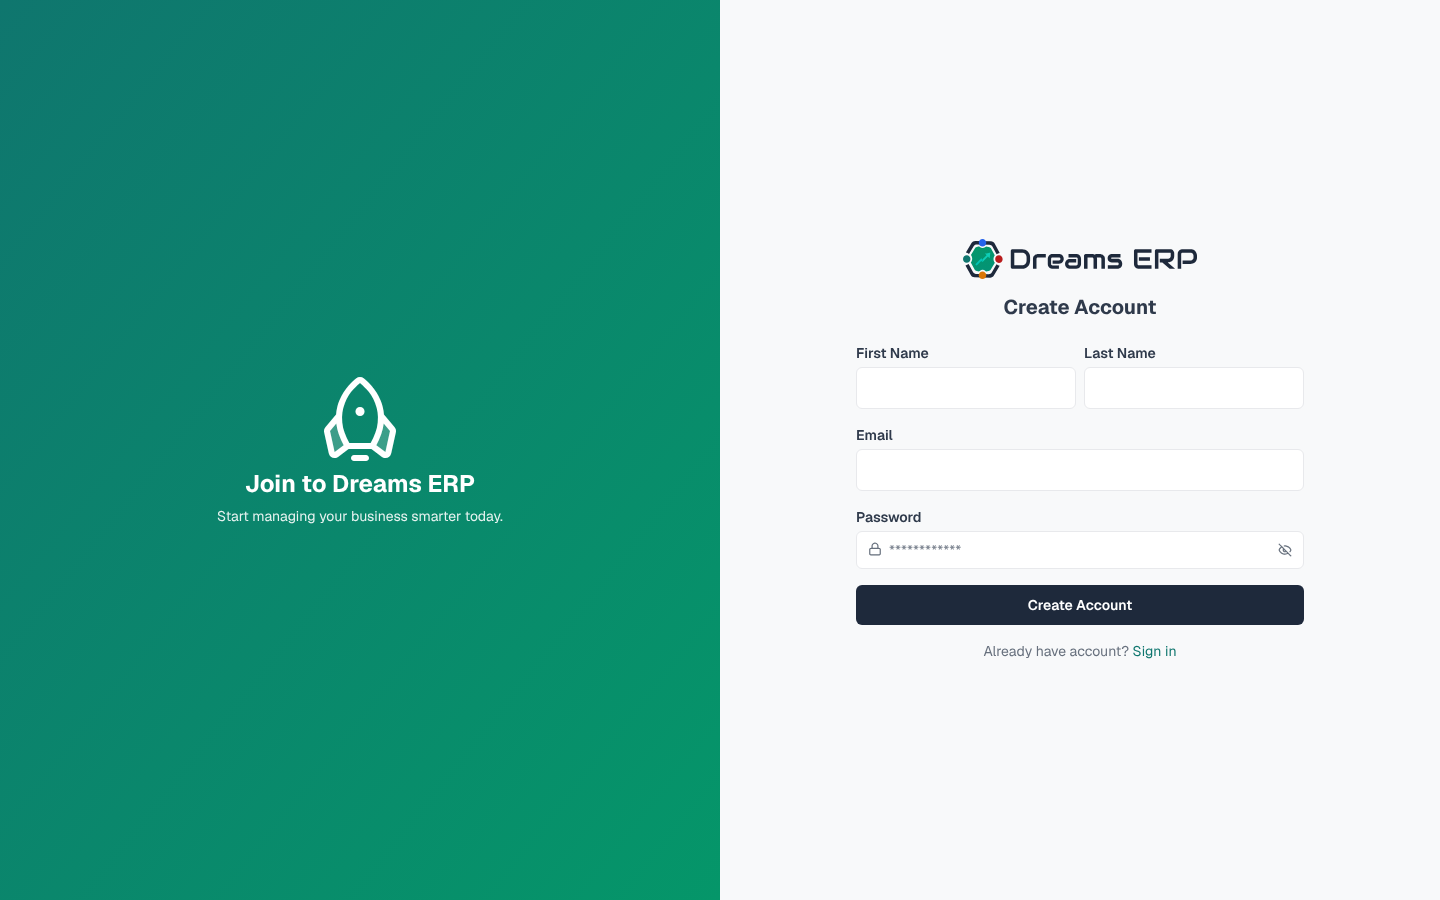 Join to Dreams ERP
Start managing your business smarter today.
Dreams ERP
Create Account
First Name
Last Name
Email
Password
************
Create Account
Already have account? Sign in